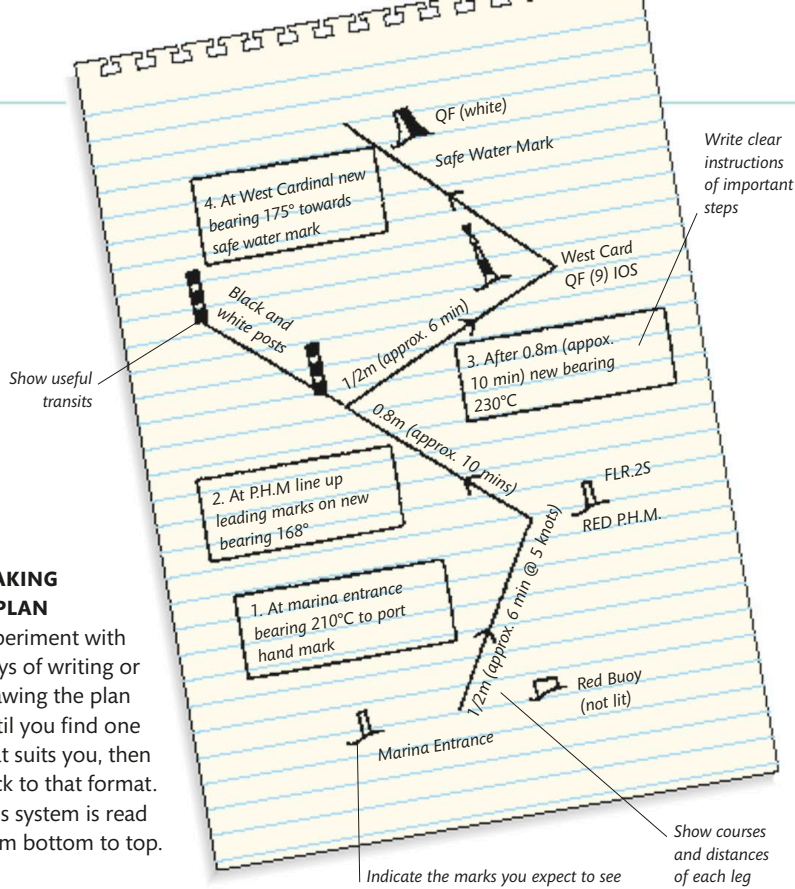 QF (white)
Safe Water Mark
Write clear
instructions
of important
steps
4. At West Cardinal new
bearing 175° towards
safe water mark
West Card
QF (9) IOS
Black and
white posts
1/2m (approx. 6 min)
Show useful
transits
3. After 0.8m (appox.
10 min) new bearing
230°C
0.8m (approx. 10 mins)
2. At P.H.M line up
leading marks on new
bearing 168°
FLR.2S
RED P.H.M.
1. At marina entrance
bearing 210°C to port
hand mark
1/2m (approx. 6 min @ 5 knots)
Red Buoy
(not lit)
Marina Entrance
Show courses
and distances
of each leg
Indicate the marks you expect to see
periment with
ys of writing or
awing the plan
til you find one
at suits you, then
ck to that format.
s system is read
m bottom to top.